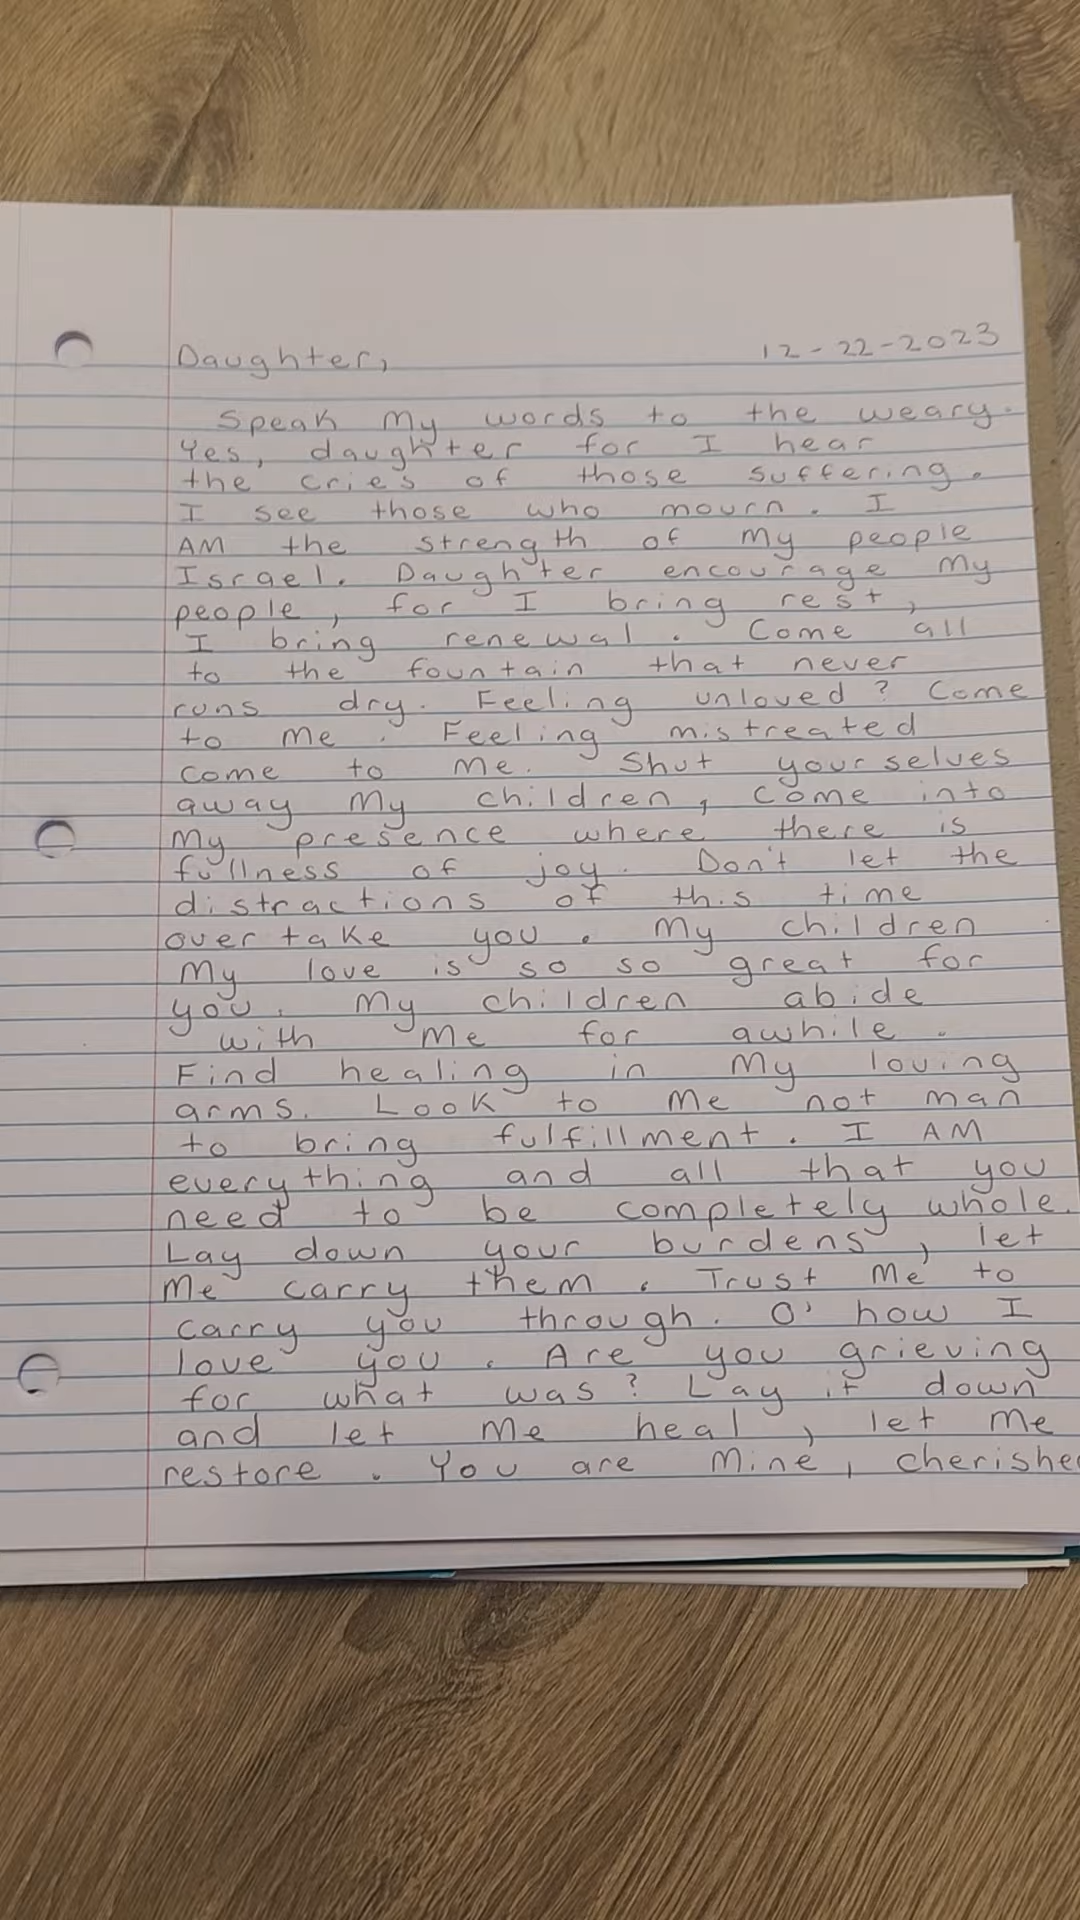 Daughter, 12-22-2023
Speak My words to the weary.
Yes, daughter for I hear
the cries of those suffering.
I see those who mourn. I
AM the strength of My people
Israel. Daughter encourage My
people, for I bring rest,
I bring renewal. Come all
to the fountain that never
runs dry. Feeling unloved? Come
to Me. Feeling mistreated
come to Me. Shut yourselves
away My children, come into
My presence where there is
fullness of joy. Don't let the
distractions of this time
overtake you. My children
My love is so so great for
you. My children abide
with Me for awhile.
Find healing in My loving
arms. Look to Me not man
to bring fulfillment. I AM
everything and all that you
need to be completely whole.
Lay down your burdens, let
Me carry them. Trust Me to
carry you through. O' how I
love you. Are you grieving
for what was? Lay it down
and let Me heal, let Me
restore. You are Mine, cherishe